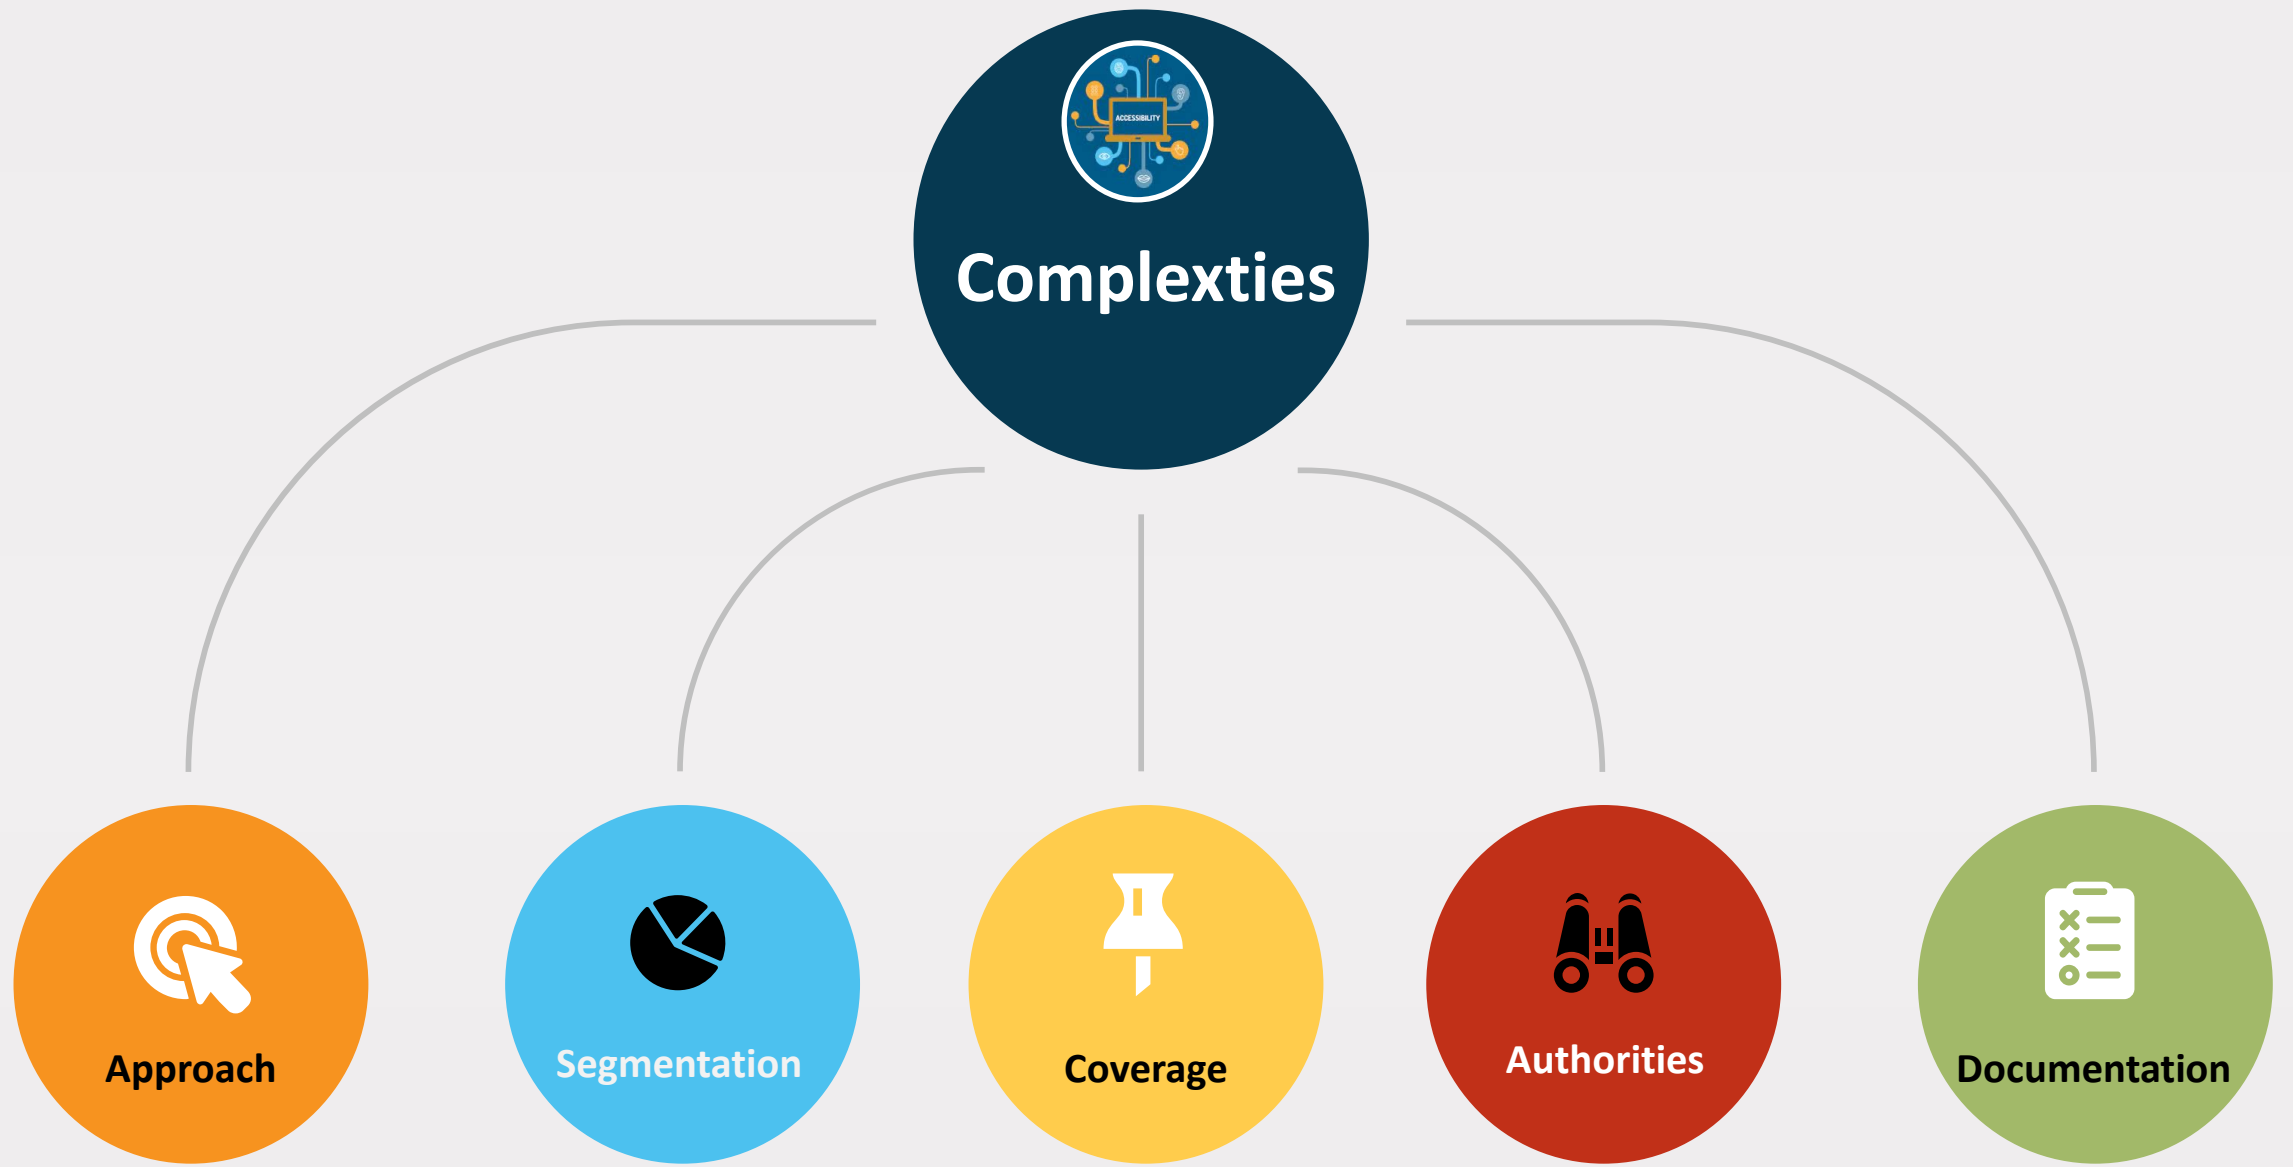 ACCESSIBILITY
Complexties
Approach
Segmentation
Coverage
Authorities
Documentation